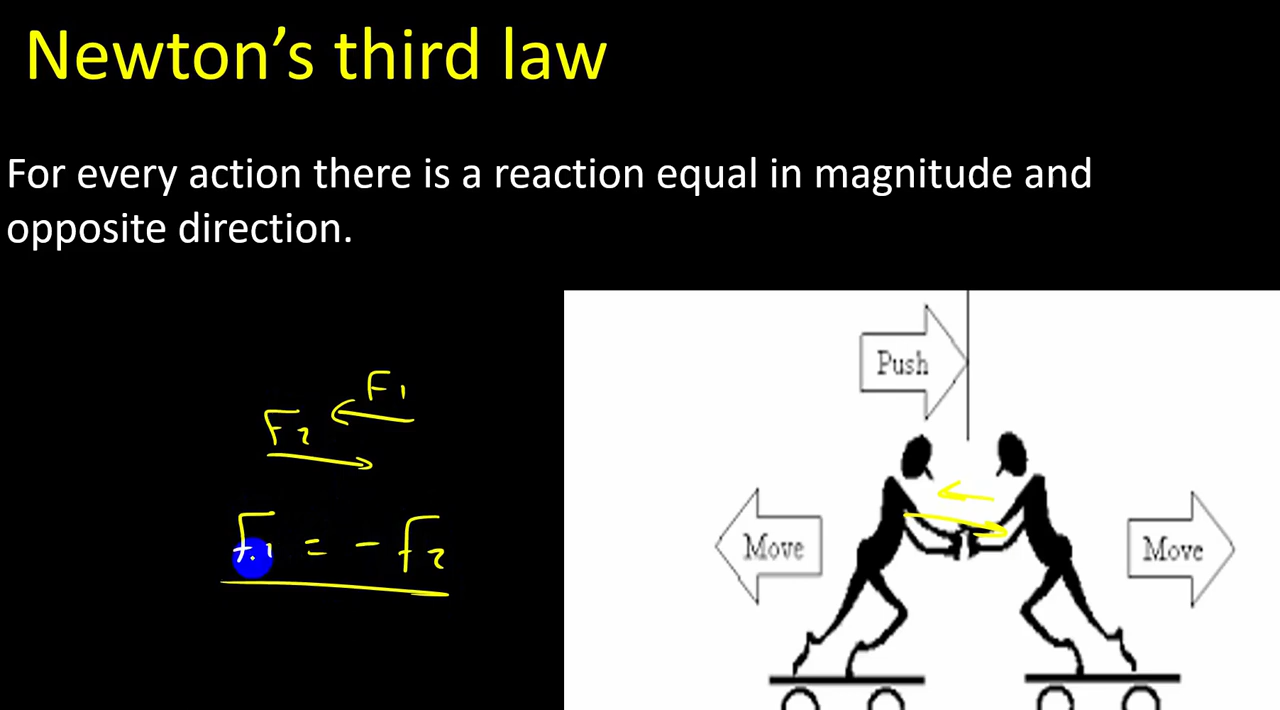 Newton's third law
For every action there is a reaction equal in magnitude and
opposite direction.
F1
F2
F1 = - F2
Push
Move
Move